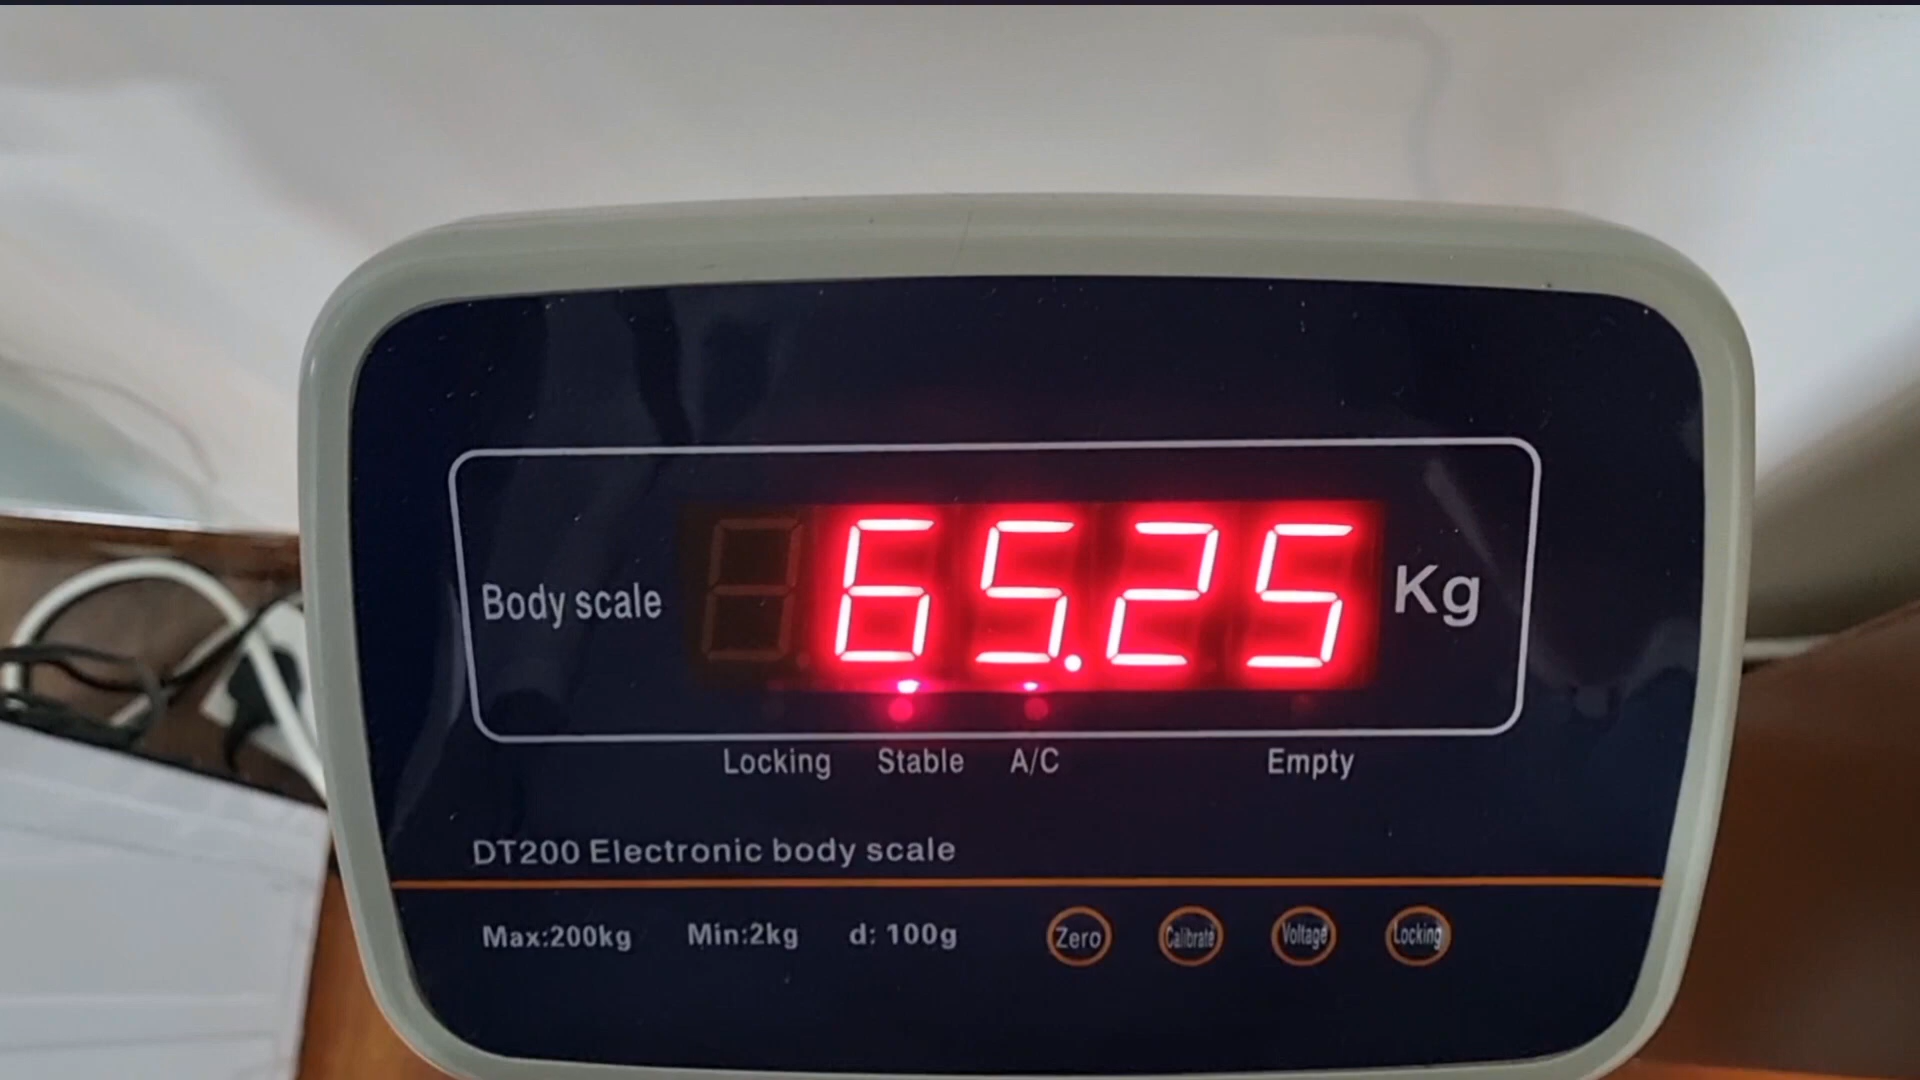 Body scale 65.25 Kg
Locking Stable A/C Empty
DT200 Electronic body scale
Max:200kg Min:2kg d: 100g Zero Calibrate Voltage Locking